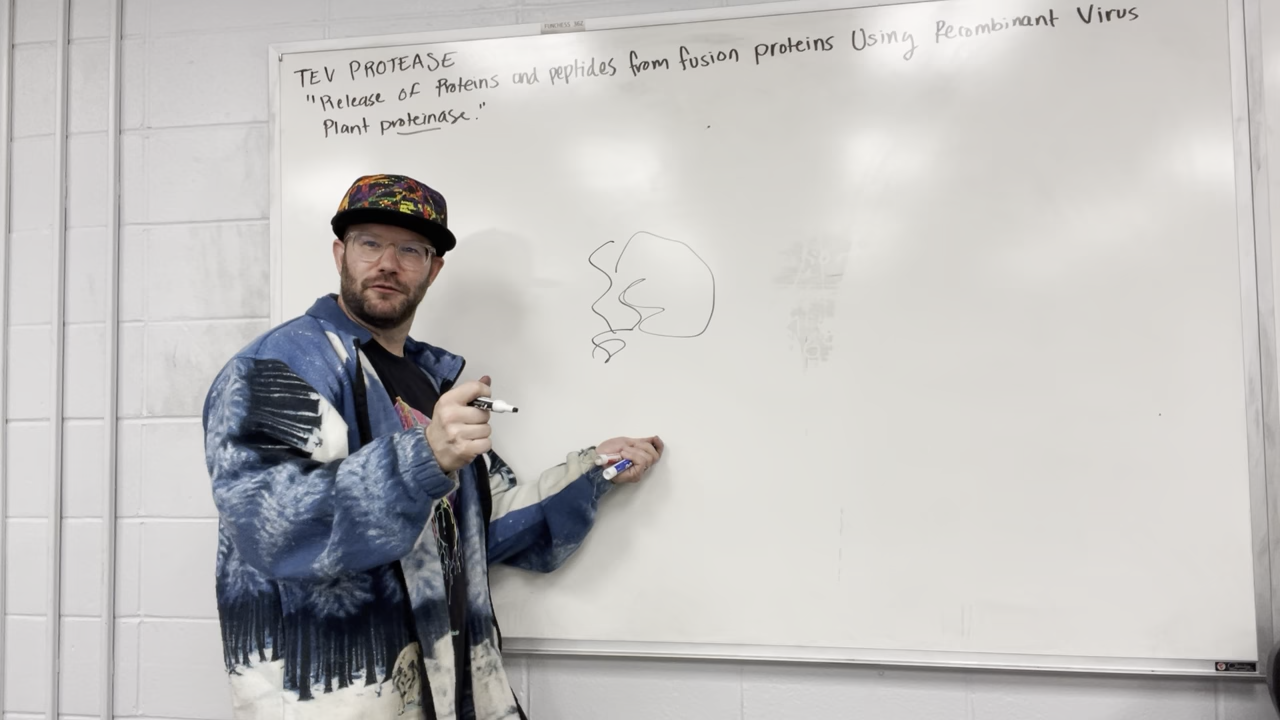 TEV PROTEASE
"Release of Proteins and peptides from fusion proteins Using Recombinant Virus
Plant proteinase."